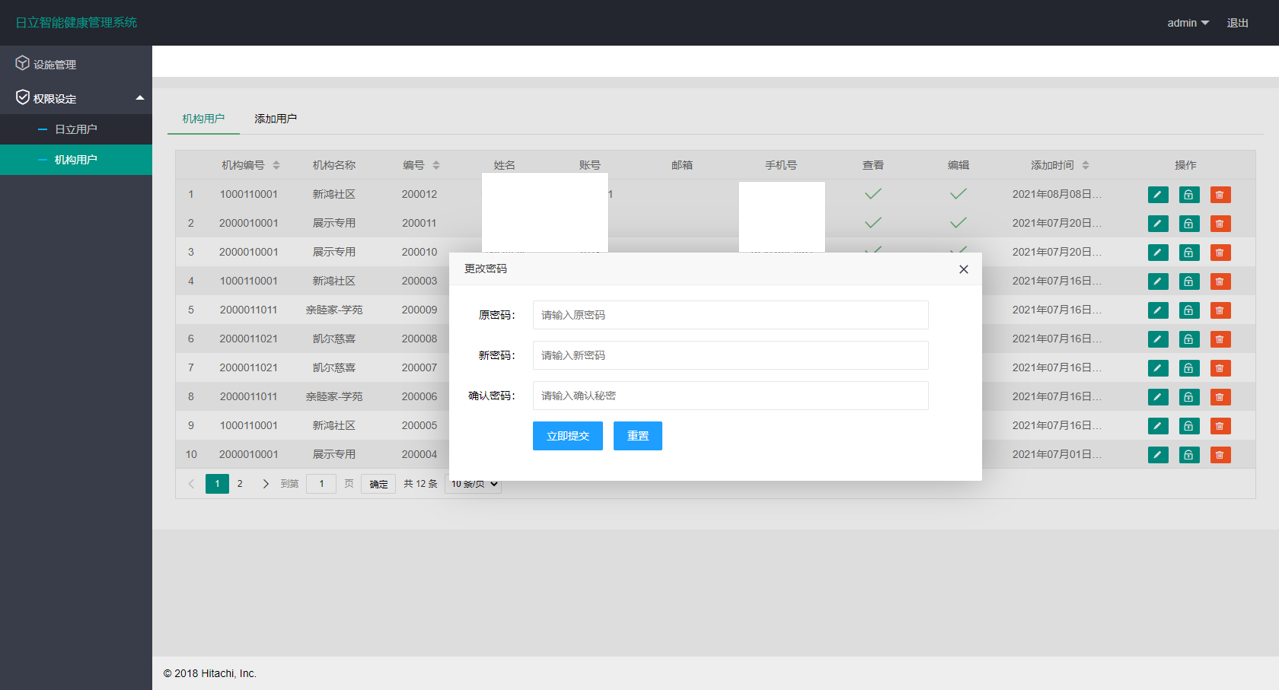 日立智能健康管理系统
admin 退出
设施管理
权限设定
日立用户
机构用户
机构用户 添加用户
机构编号 机构名称 编号 姓名 账号 邮箱 手机号 查看 编辑 添加时间 操作
1 1000110001 新鸿社区 200012 1 2021年08月08日...
2 2000010001 展示专用 200011 2021年07月20日...
3 2000010001 展示专用 200010 2021年07月20日...
4 1000110001 新鸿社区 200003 2021年07月16日...
5 2000011011 亲睦家-学苑 200009 2021年07月16日...
6 2000011021 凯尔慈喜 200008 2021年07月16日...
7 2000011021 凯尔慈喜 200007 2021年07月16日...
8 2000011011 亲睦家-学苑 200006 2021年07月16日...
9 1000110001 新鸿社区 200005 2021年07月16日...
10 2000010001 展示专用 200004 2021年07月01日...
更改密码
原密码： 请输入原密码
新密码： 请输入新密码
确认密码： 请输入确认秘密
立即提交 重置
1 2 到第 1 页 确定 共 12 条 10 条/页
© 2018 Hitachi, Inc.